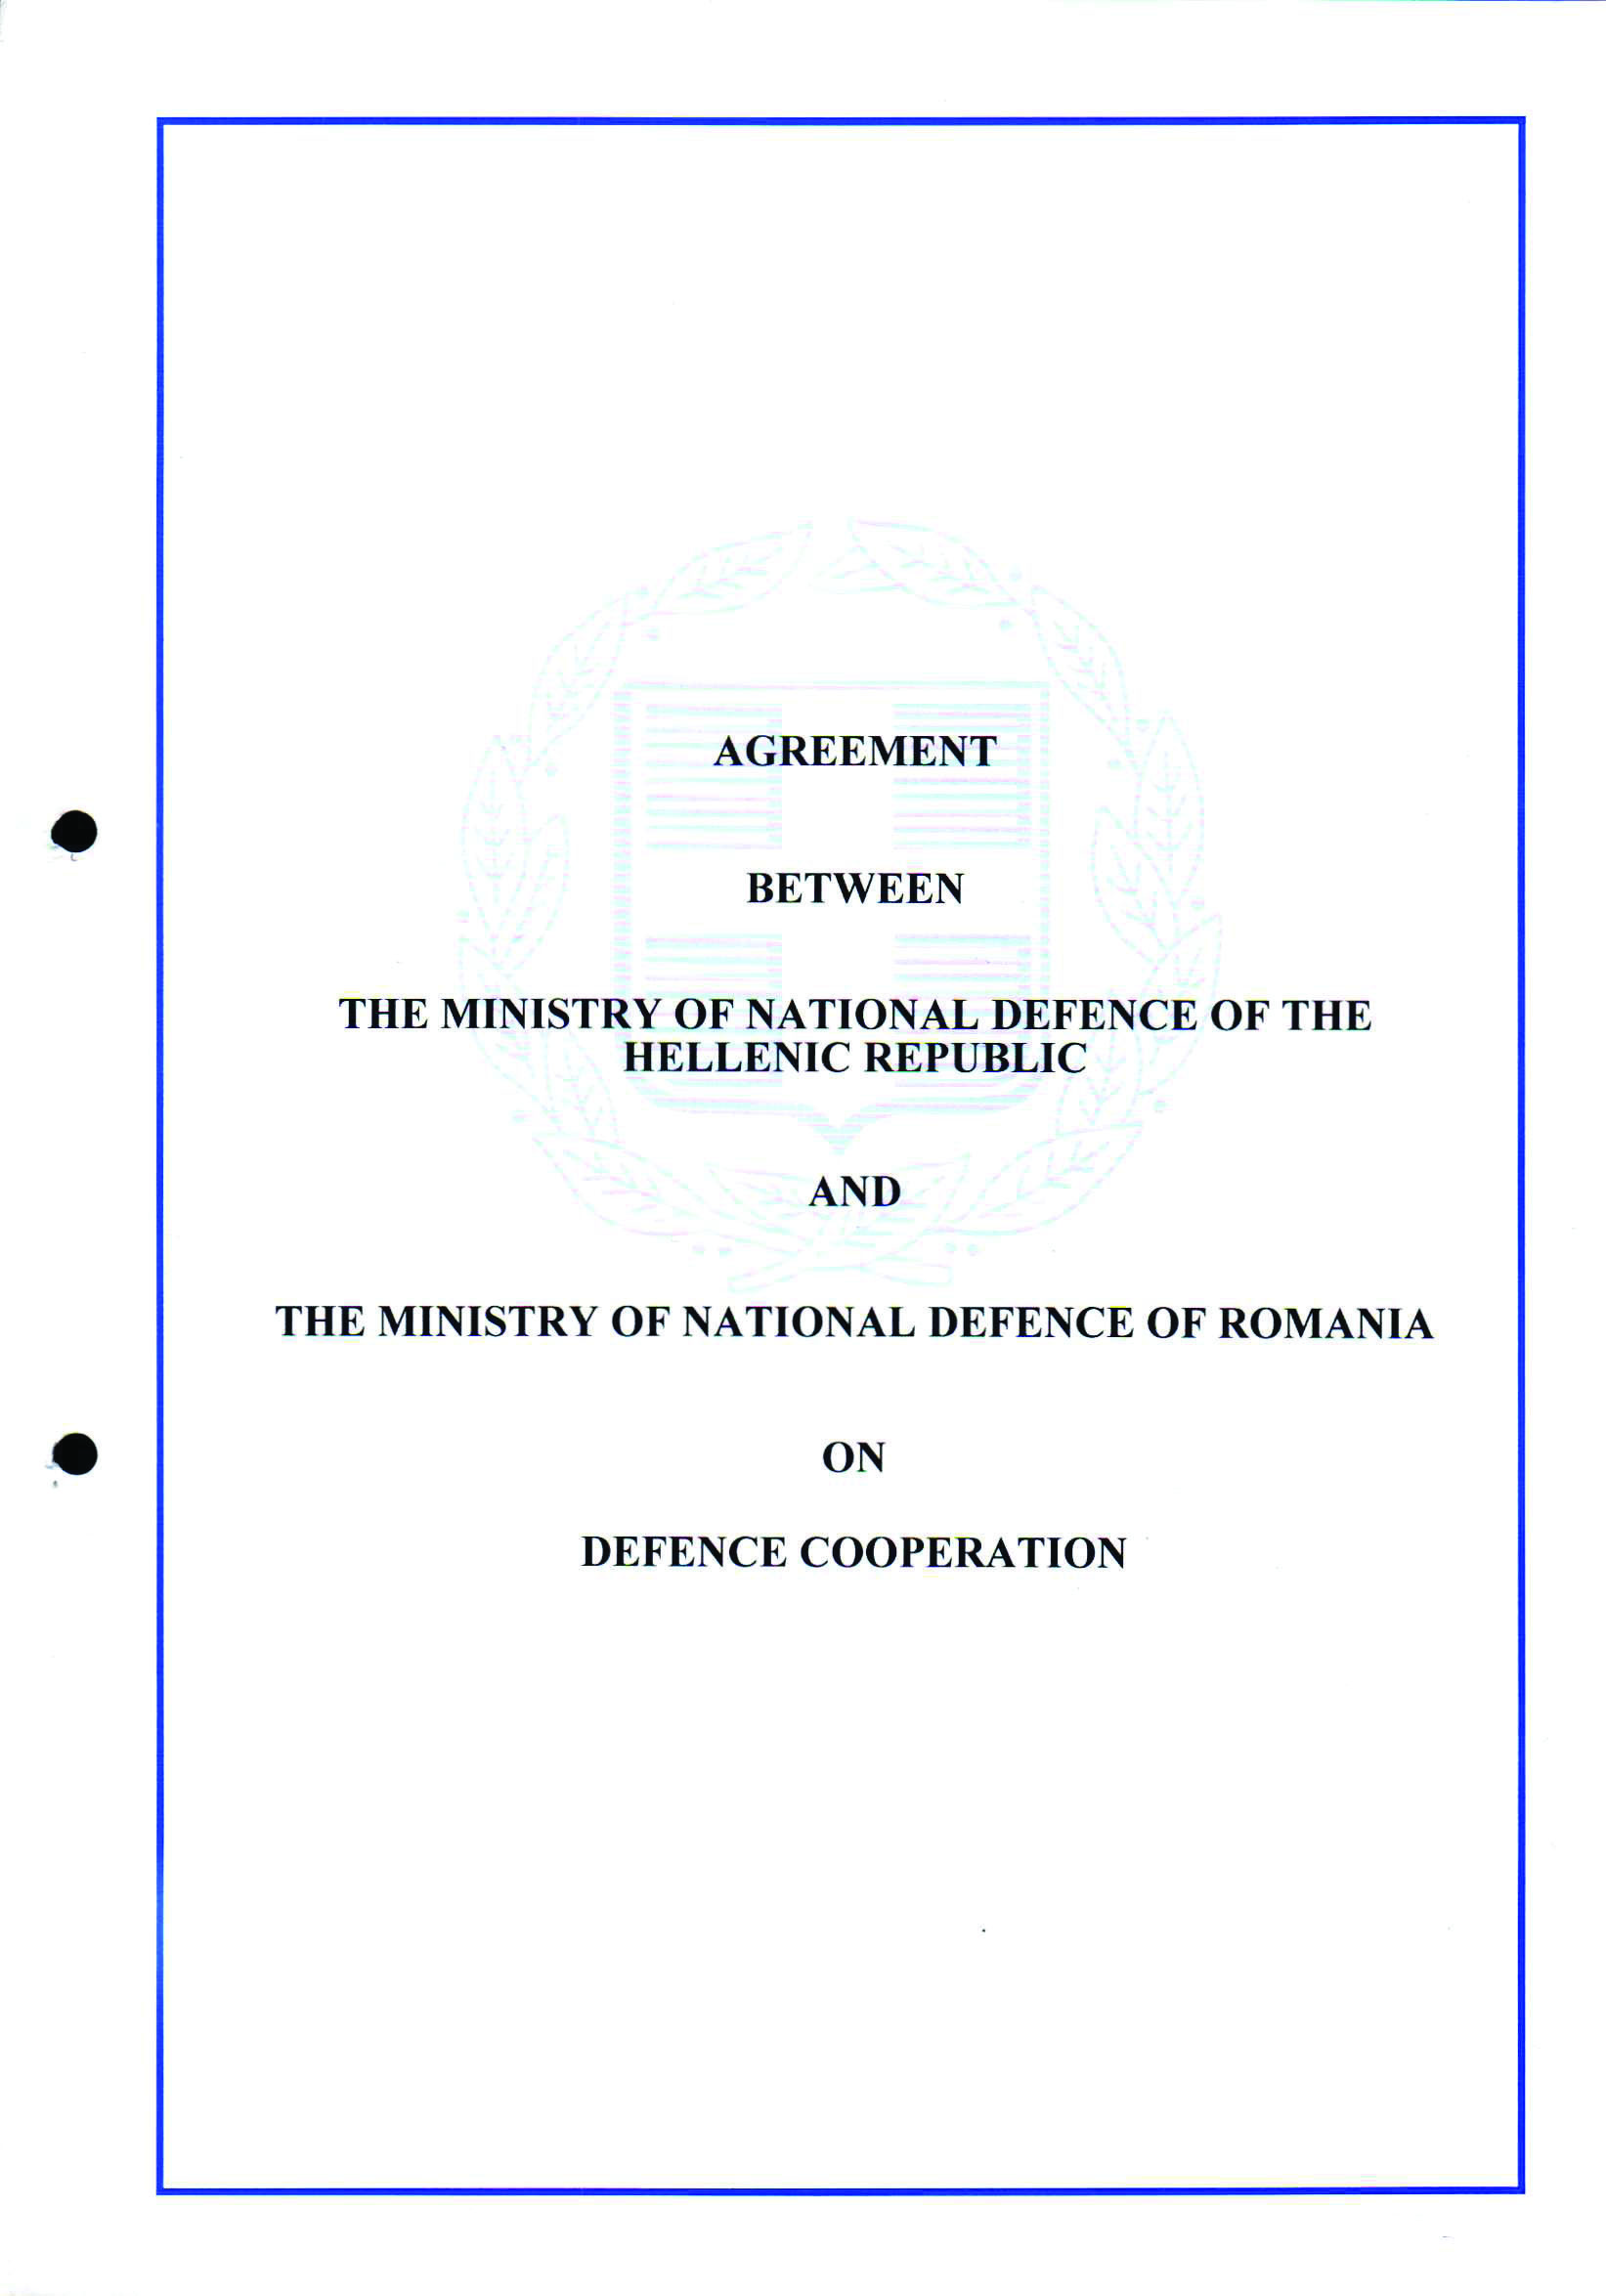 AGREEMENT
BETWEEN
THE MINISTRY OF NATIONAL DEFENCE OF THE
HELLENIC REPUBLIC
AND
THE MINISTRY OF NATIONAL DEFENCE OF ROMANIA
ON
DEFENCE COOPERATION